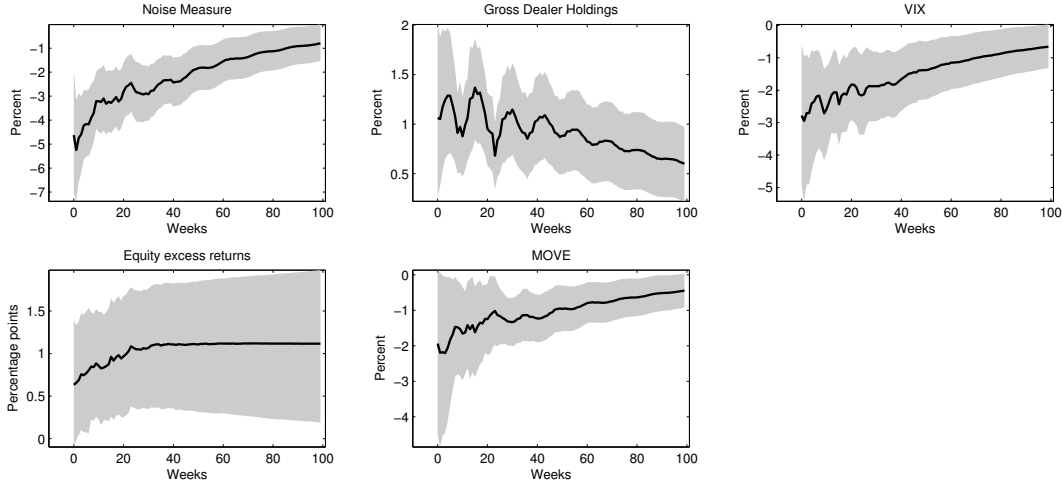 Noise Measure
Percent
−1
−2
−3
−4
−5
−6
−7
0 20 40 60 80 100
Weeks
Gross Dealer Holdings
Percent
2
1.5
1
0.5
0 20 40 60 80 100
Weeks
VIX
Percent
0
−1
−2
−3
−4
−5
0 20 40 60 80 100
Weeks
Equity excess returns
Percentage points
1.5
1
0.5
0
0 20 40 60 80 100
Weeks
MOVE
Percent
0
−1
−2
−3
−4
0 20 40 60 80 100
Weeks